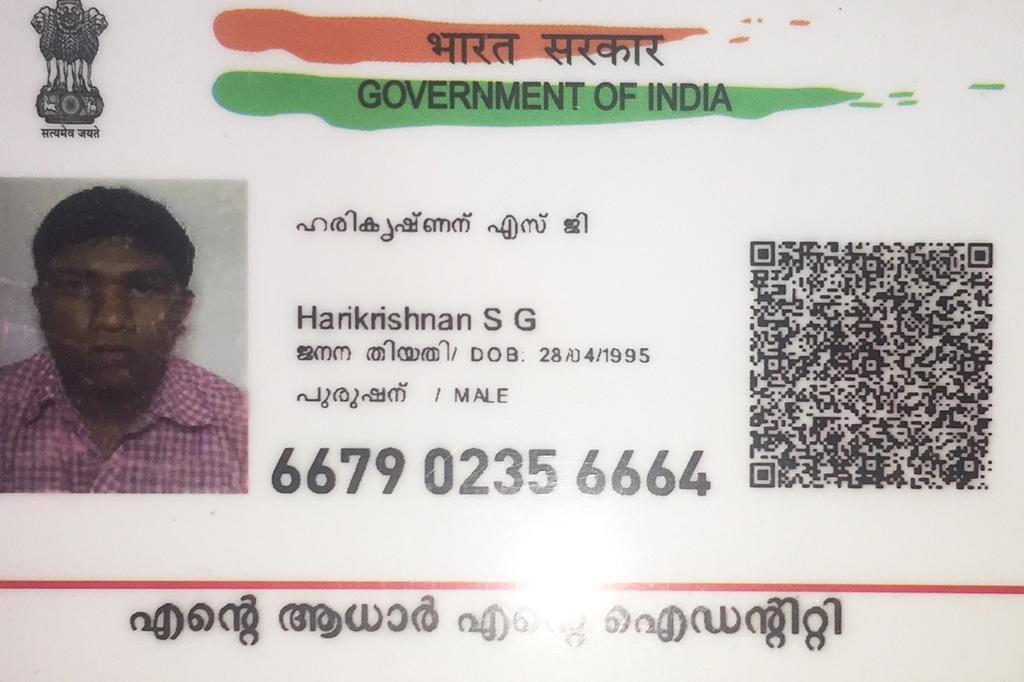 भारत सरकार
GOVERNMENT OF INDIA
सत्यमेव जयते
ഹരികൃഷ്ണന് എസ് ജി
Harikrishnan S G
ജനന തിയതി/ DOB: 28/04/1995
പുരുഷന് / MALE
6679 0235 6664
എന്റെ ആധാർ എന്റെ ഐഡന്റിറ്റി